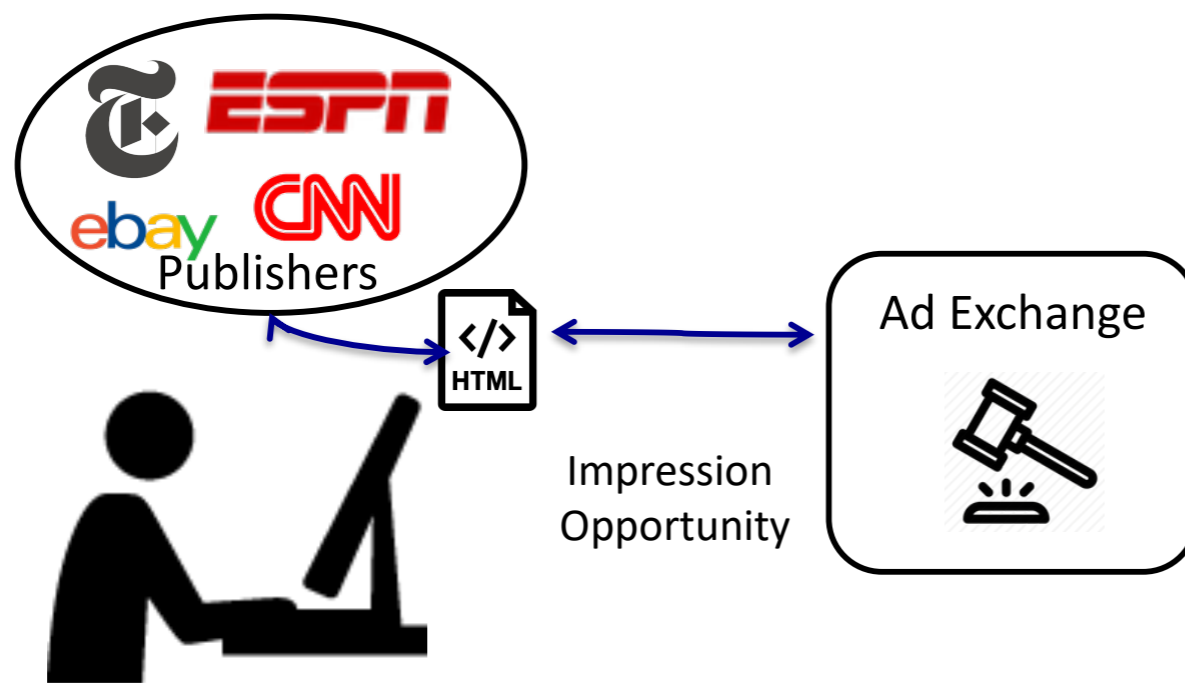 T
ESPN
CNN
ebay
Publishers
</>
HTML
Ad Exchange
Impression
Opportunity